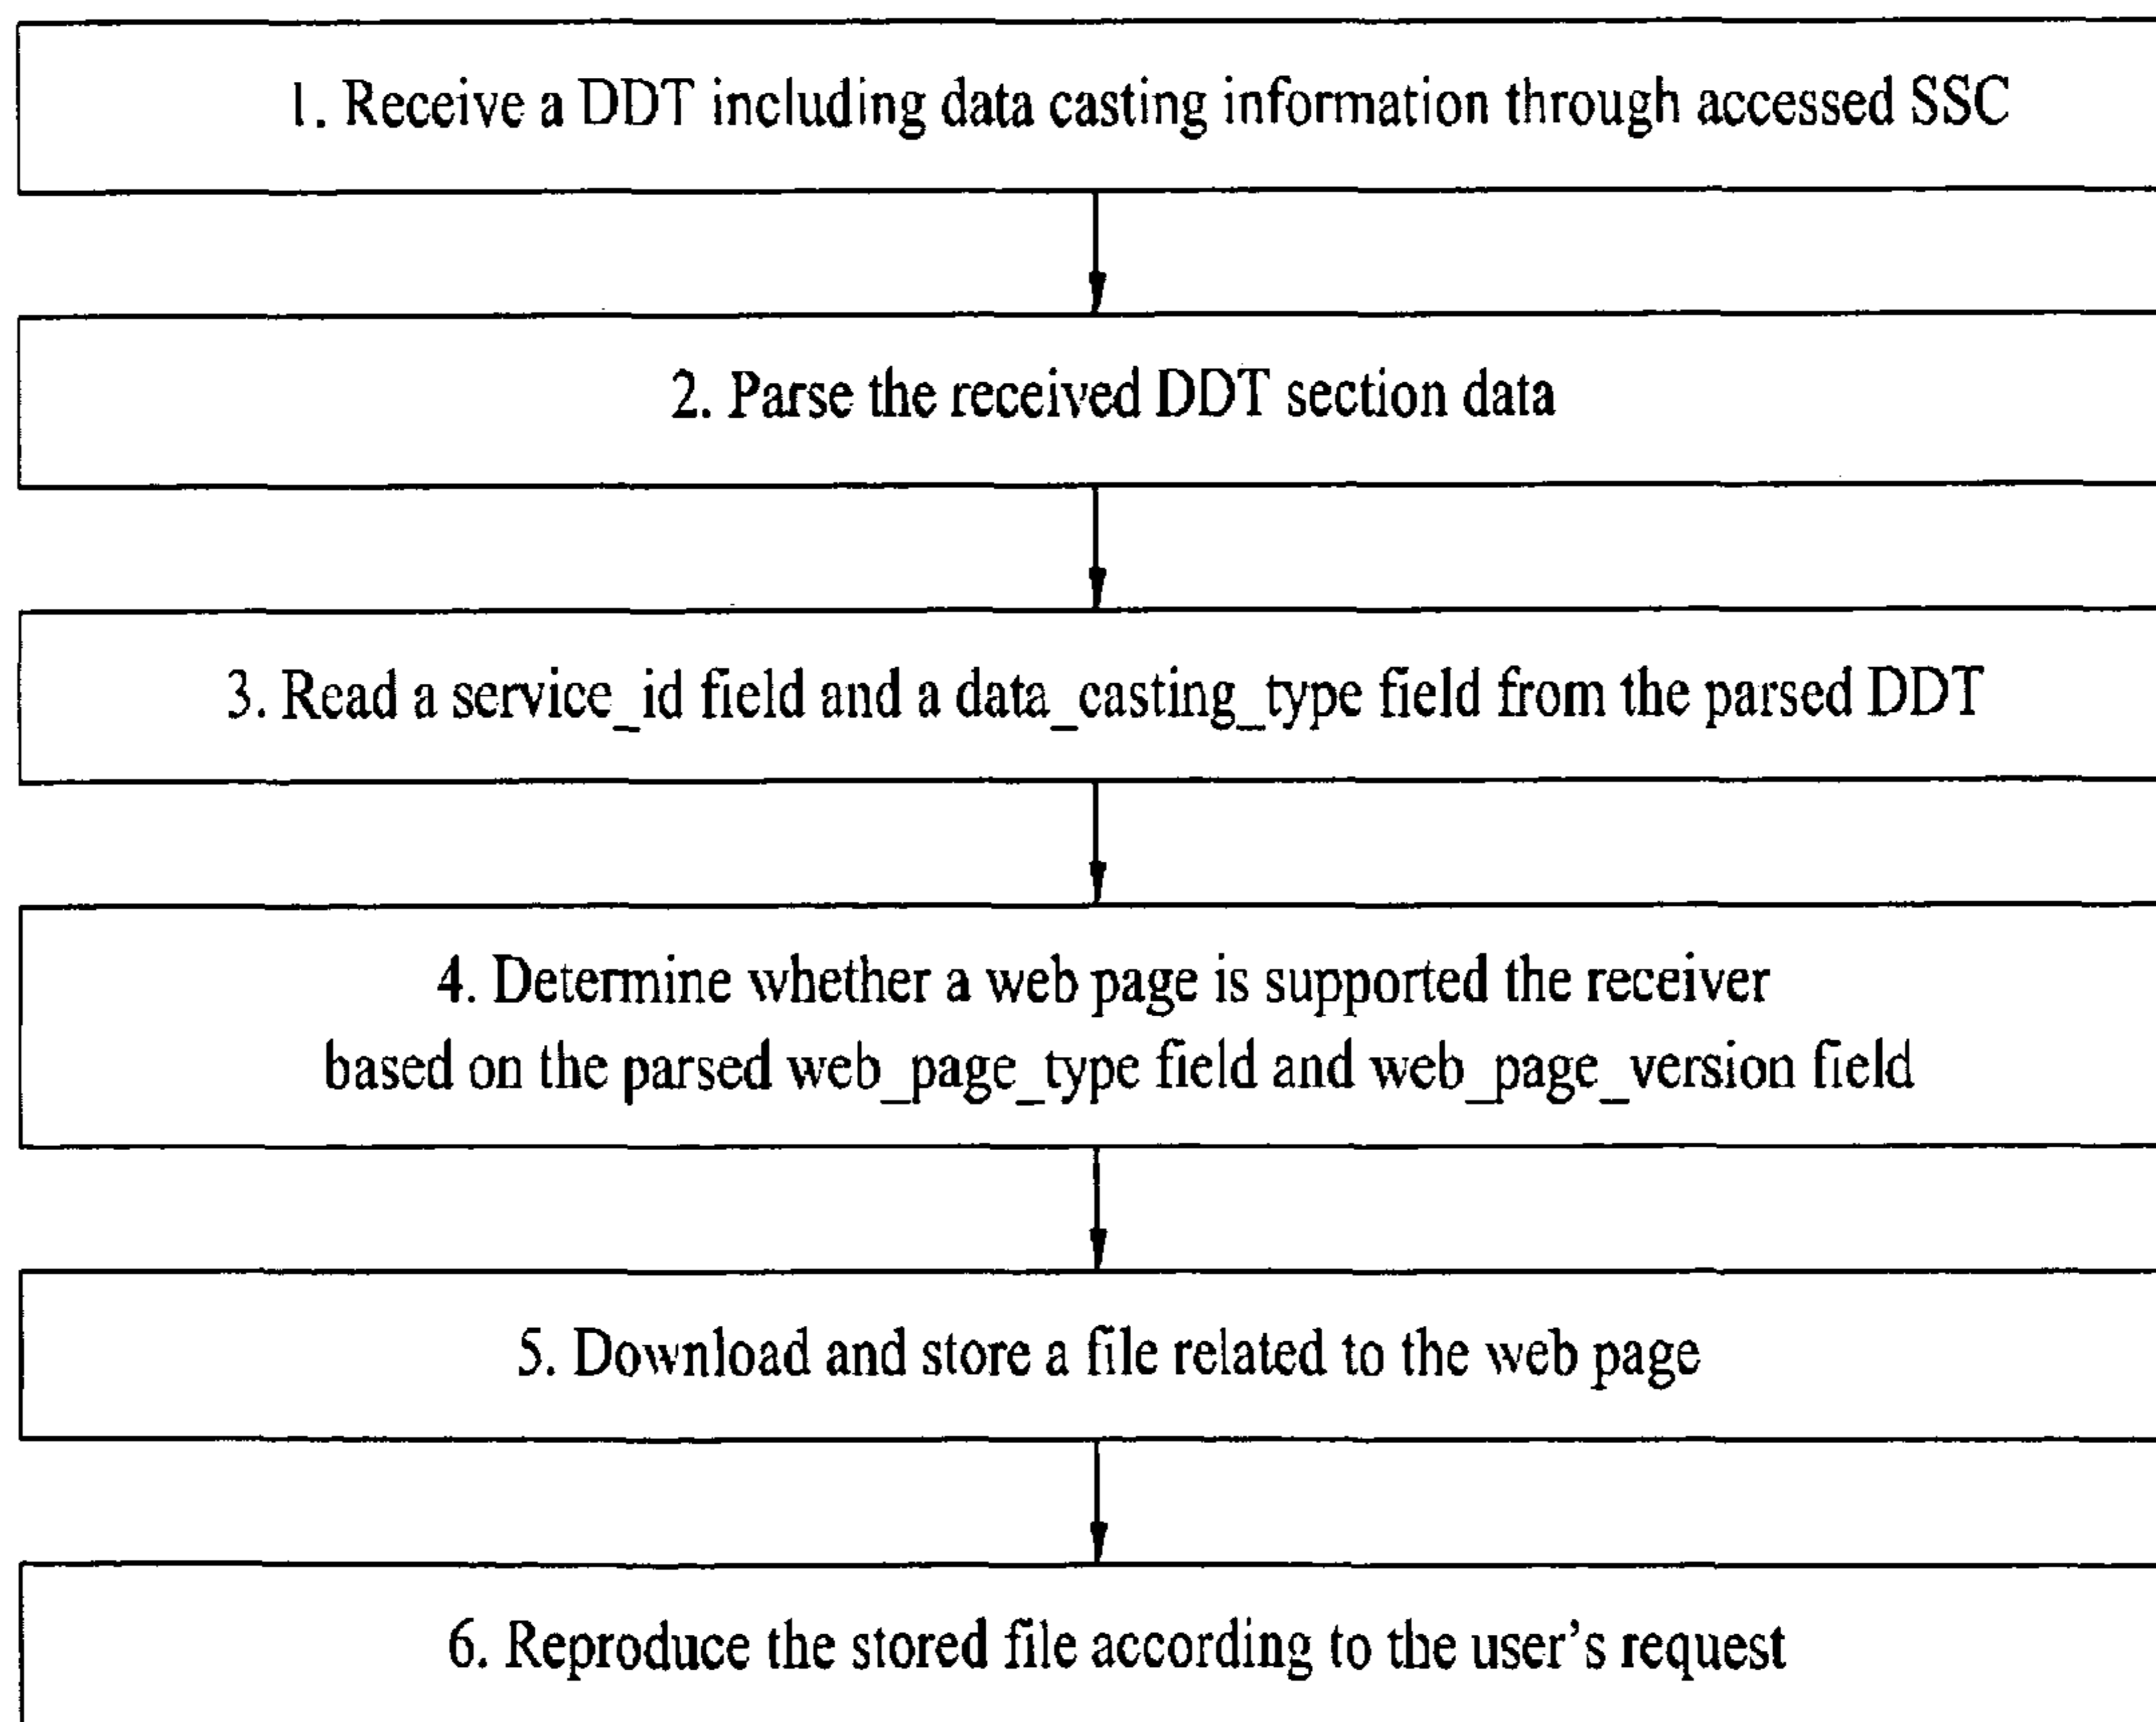 1. Receive a DDT including data casting information through accessed SSC
2. Parse the received DDT section data
3. Read a service_id field and a data_casting_type field from the parsed DDT
4. Determine whether a web page is supported the receiver
based on the parsed web_page_type field and web_page_version field
5. Download and store a file related to the web page
6. Reproduce the stored file according to the user's request